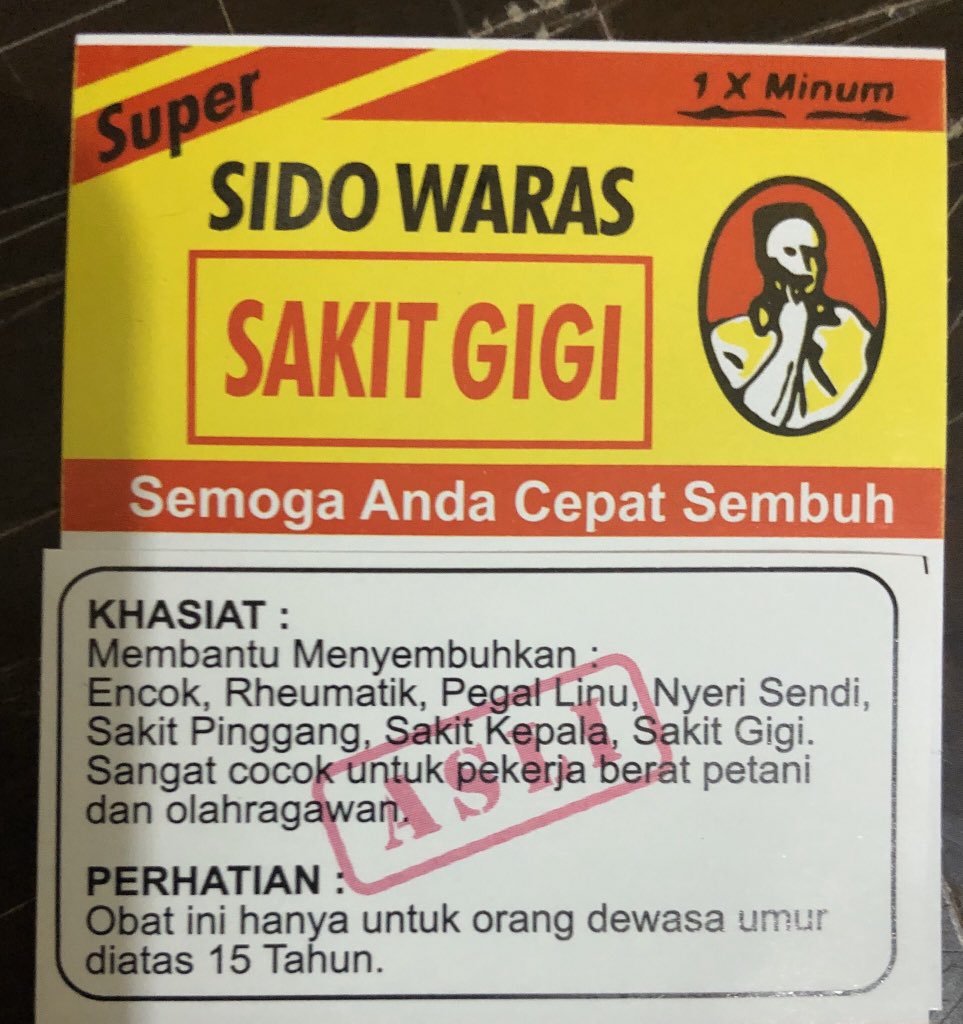 Super
1 X Minum
SIDO WARAS
SAKIT GIGI
Semoga Anda Cepat Sembuh
KHASIAT :
Membantu Menyembuhkan :
Encok, Rheumatik, Pegal Linu, Nyeri Sendi,
Sakit Pinggang, Sakit Kepala, Sakit Gigi.
Sangat cocok untuk pekerja berat petani
dan olahragawan.
ASLI
PERHATIAN :
Obat ini hanya untuk orang dewasa umur
diatas 15 Tahun.